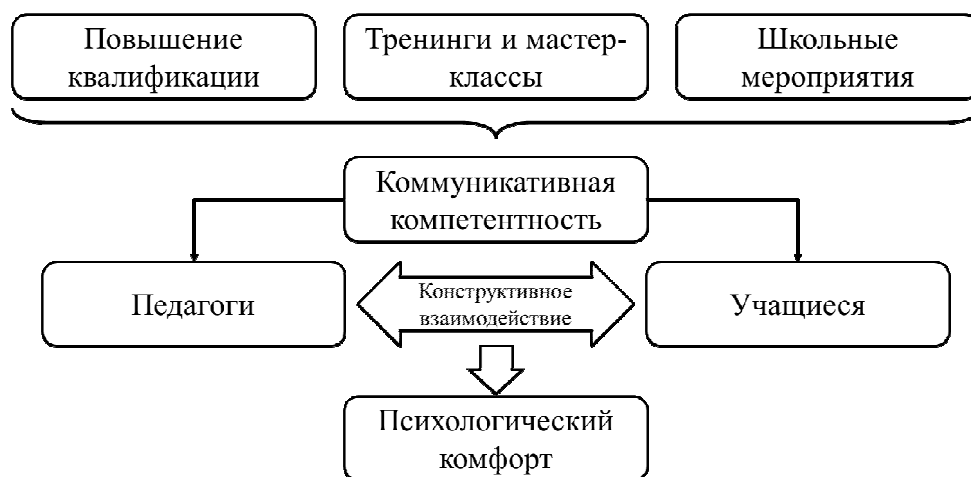 Повышение
квалификации
Тренинги и мастер-
классы
Школьные
мероприятия
Коммуникативная
компетентность
Педагоги
Конструктивное
взаимодействие
Учащиеся
Психологический
комфорт